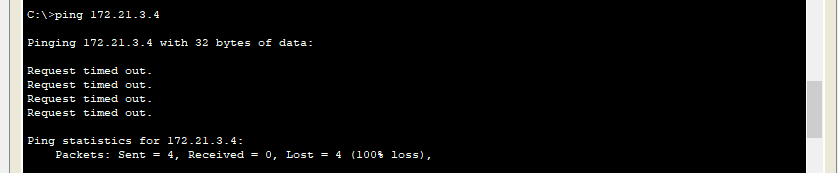 C:\>ping 172.21.3.4
Pinging 172.21.3.4 with 32 bytes of data:
Request timed out.
Request timed out.
Request timed out.
Request timed out.
Ping statistics for 172.21.3.4:
Packets: Sent = 4, Received = 0, Lost = 4 (100% loss),